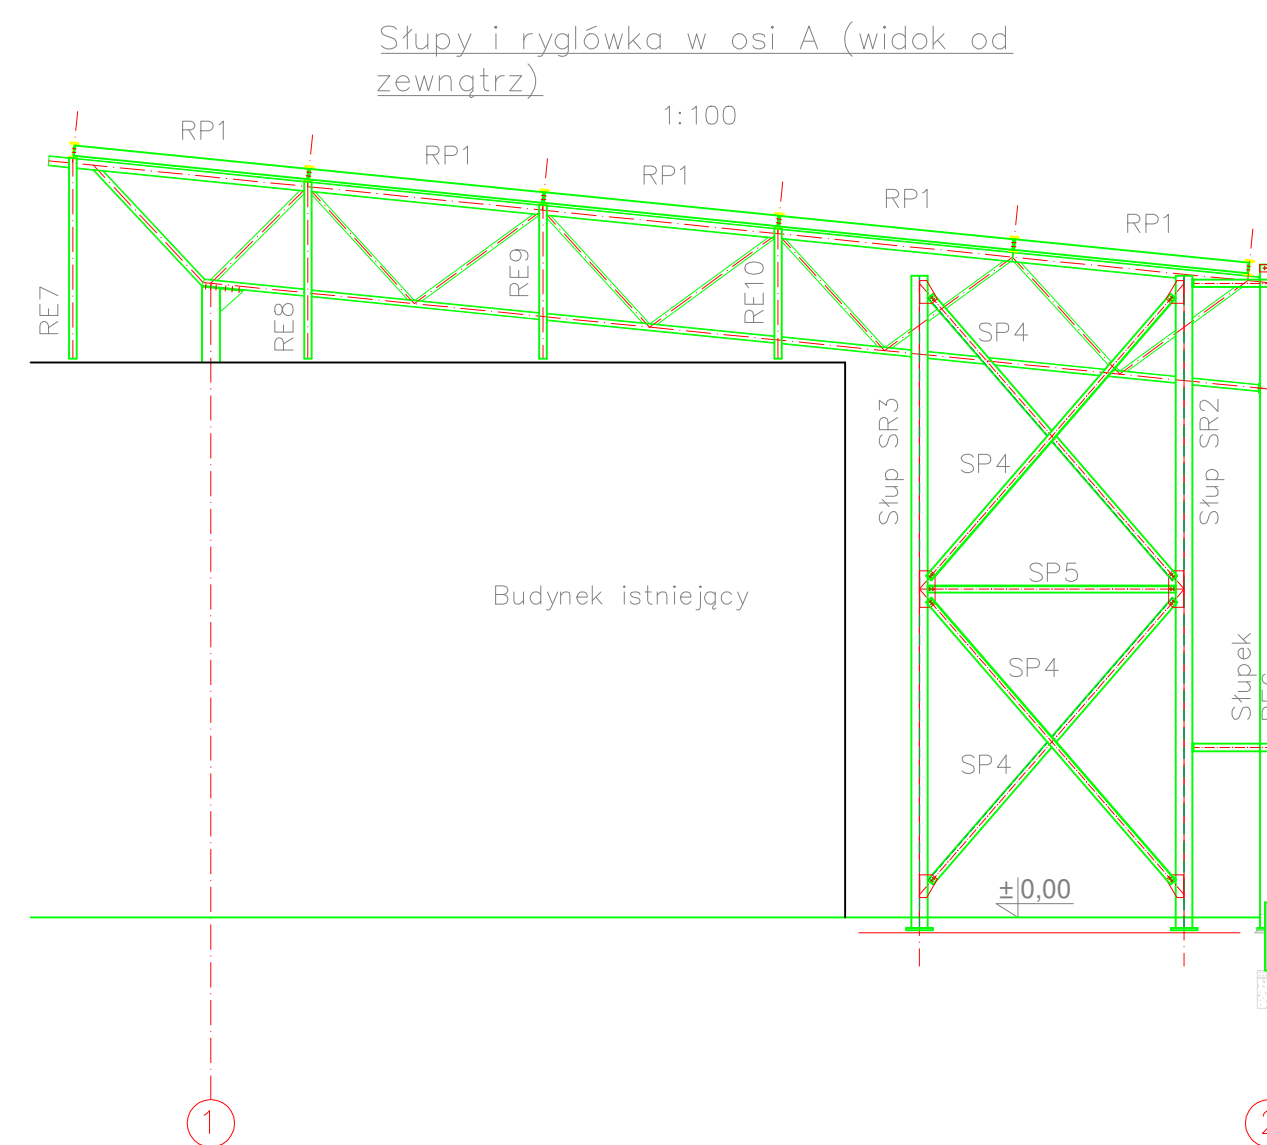 Słupy i ryglówka w osi A (widok od
zewnątrz)
1:100
RP1
RP1
RP1
RP1
RP1
RE7
RE8
RE9
RE10
SP4
Słup SR3
SP4
Słup SR2
SP5
Budynek istniejący
SP4
Słupek
SP4
±0,00
1
2